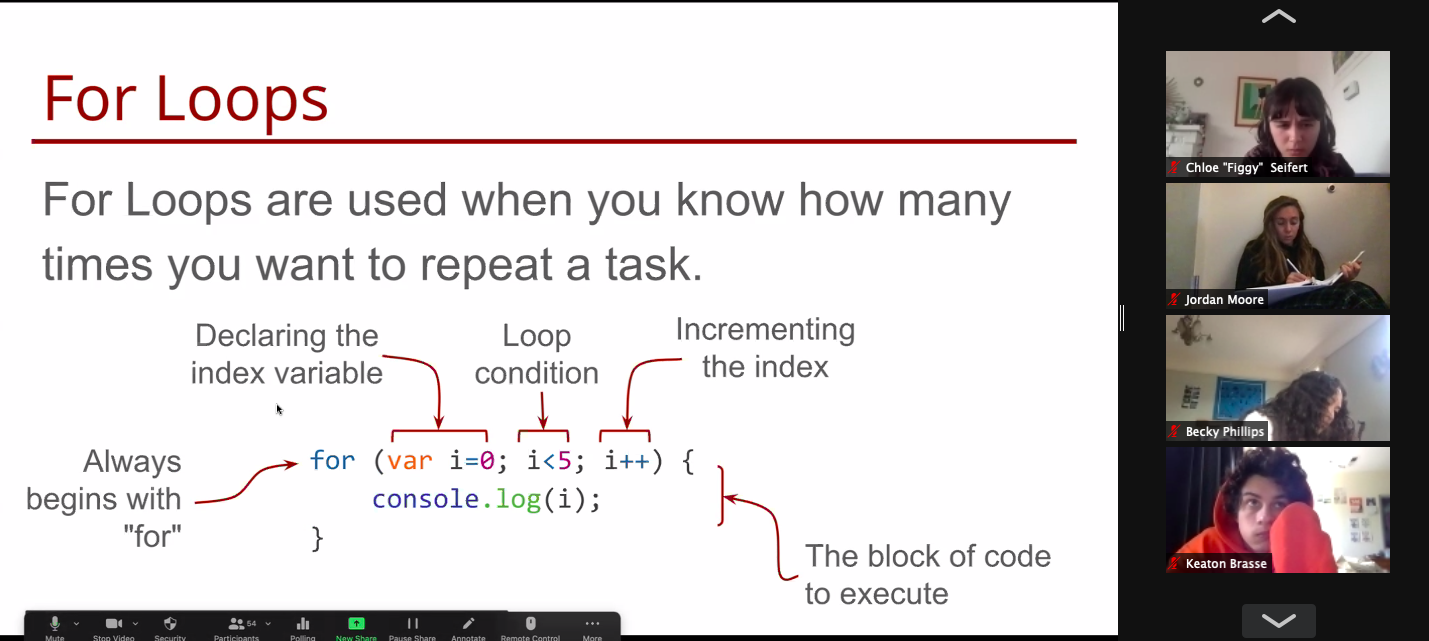 For Loops
For Loops are used when you know how many
times you want to repeat a task.
Declaring the
index variable
Loop
condition
Incrementing
the index
Always
begins with
"for"
for (var i=0; i<5; i++) {
console.log(i);
}
The block of code
to execute
Mute
Stop Video
Security
54
Participants
Polling
New Share
Pause Share
Annotate
Remote Control
More
Chloe "Figgy" Seifert
Jordan Moore
Becky Phillips
Keaton Brasse